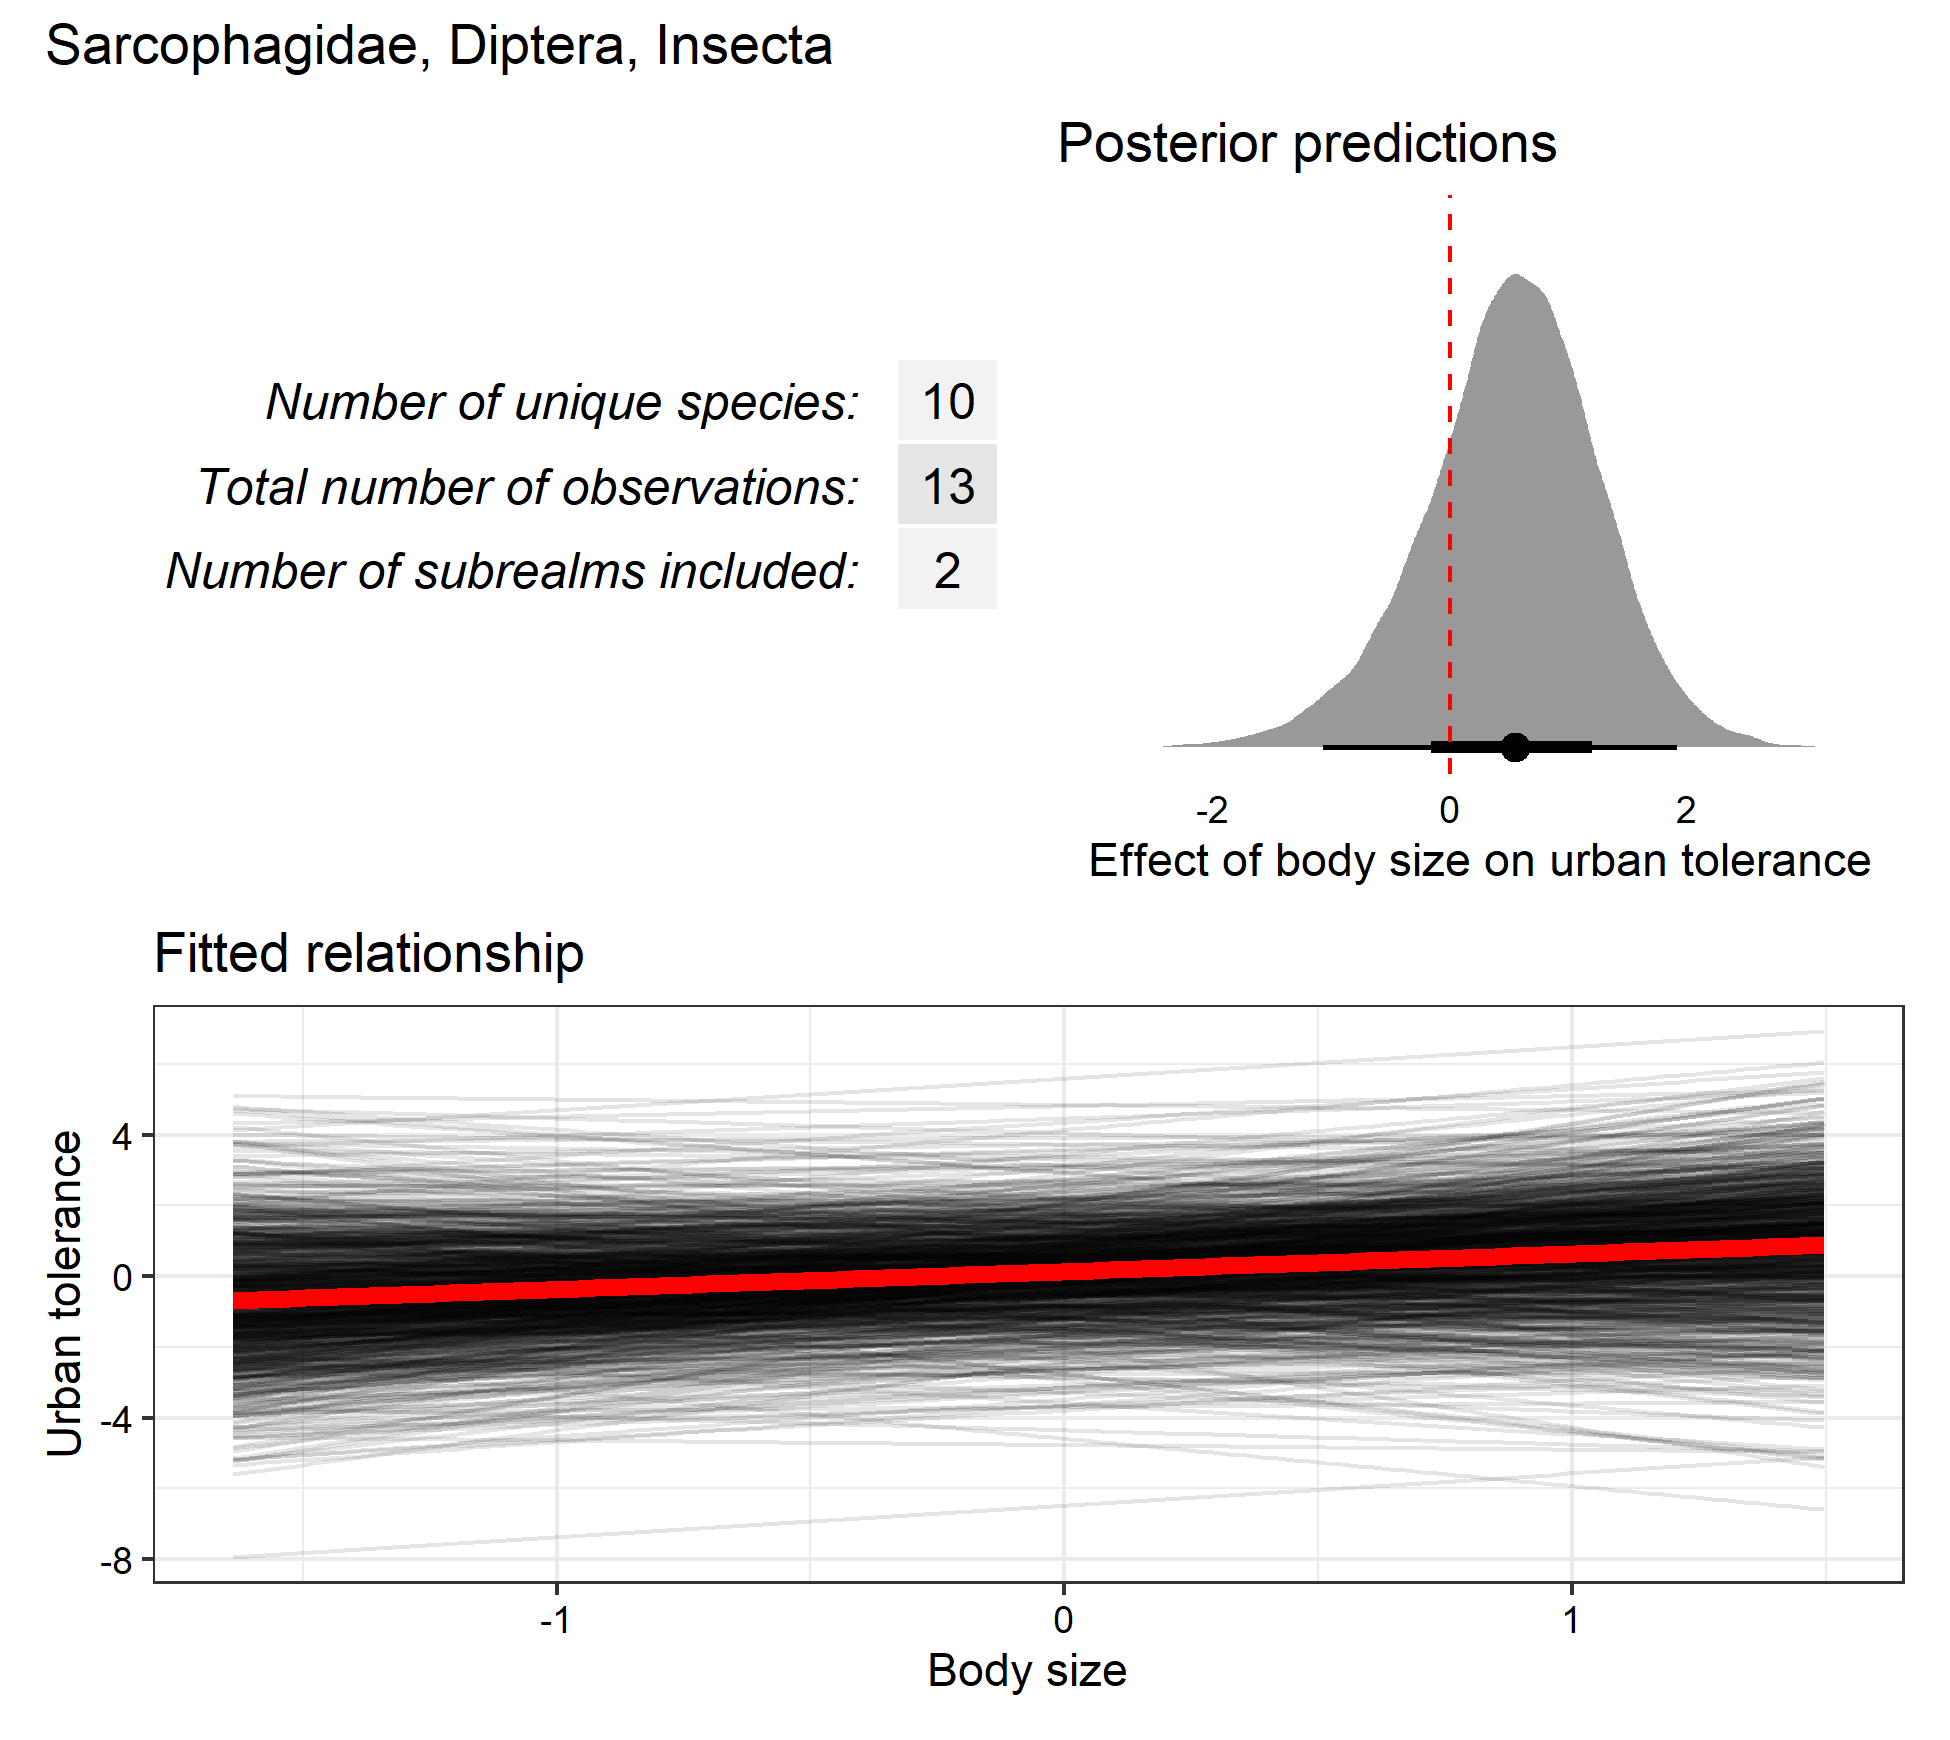 Sarcophagidae, Diptera, Insecta
Posterior predictions
Number of unique species: 10
Total number of observations: 13
Number of subrealms included: 2
-2 0 2
Effect of body size on urban tolerance
Fitted relationship
Urban tolerance
4
0
-4
-8
-1 0 1
Body size